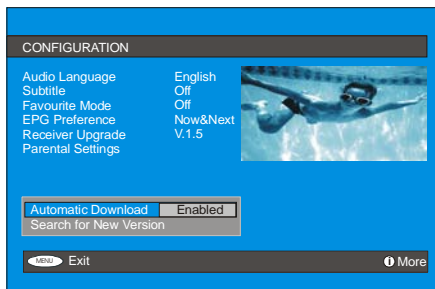 CONFIGURATION
Audio Language English
Subtitle Off
Favourite Mode Off
EPG Preference Now&Next
Receiver Upgrade V.1.5
Parental Settings
Automatic Download Enabled
Search for New Version
MENU Exit i More